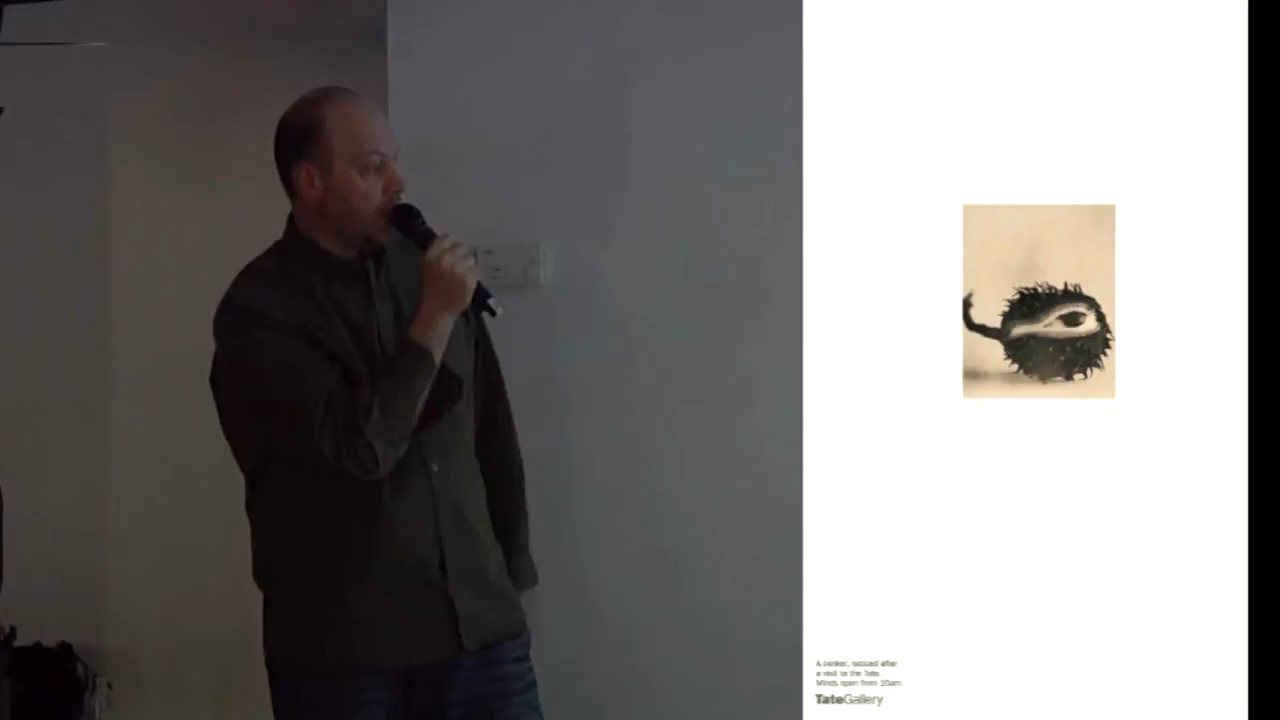 A conker, noticed after
a visit to the Tate.
Minds open from 10am.
TateGallery